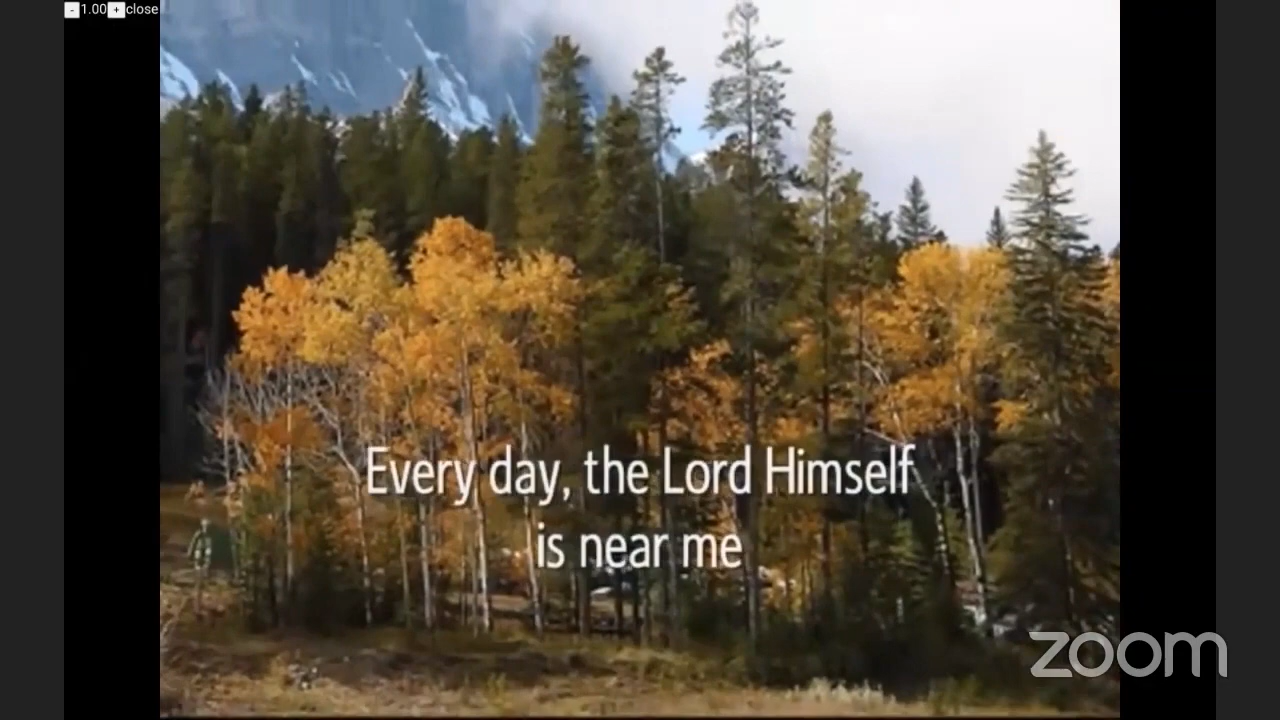 - 1.00 + close
Every day, the Lord Himself
is near me
zoom